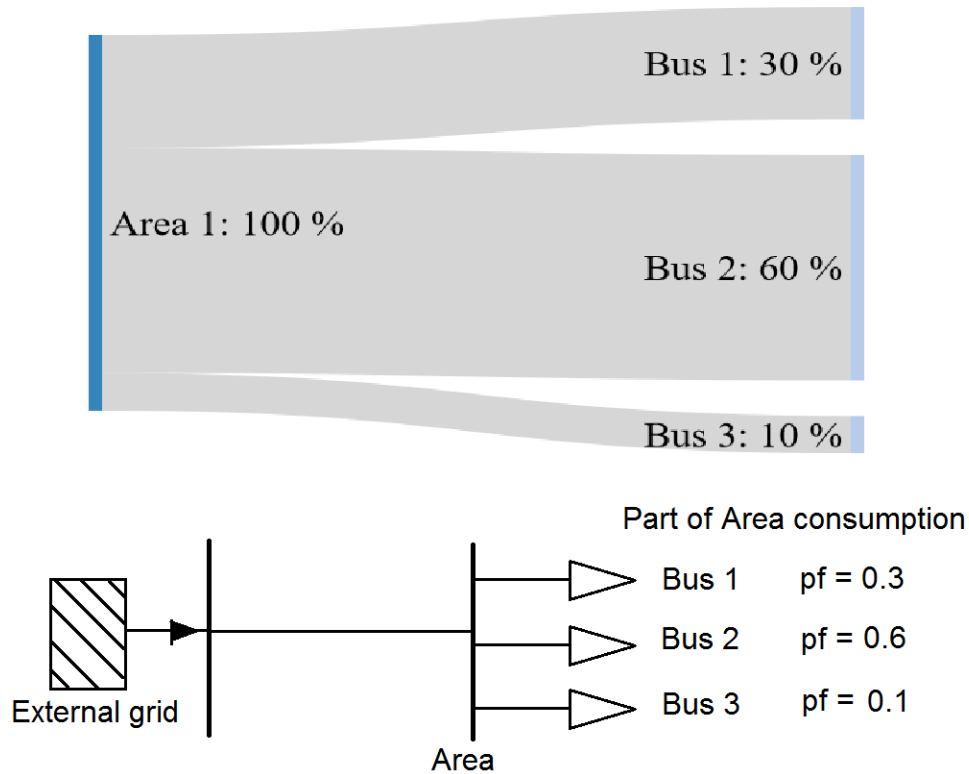 Bus 1: 30 %
Area 1: 100 %
Bus 2: 60 %
Bus 3: 10 %
Part of Area consumption
Bus 1 pf = 0.3
Bus 2 pf = 0.6
Bus 3 pf = 0.1
External grid
Area